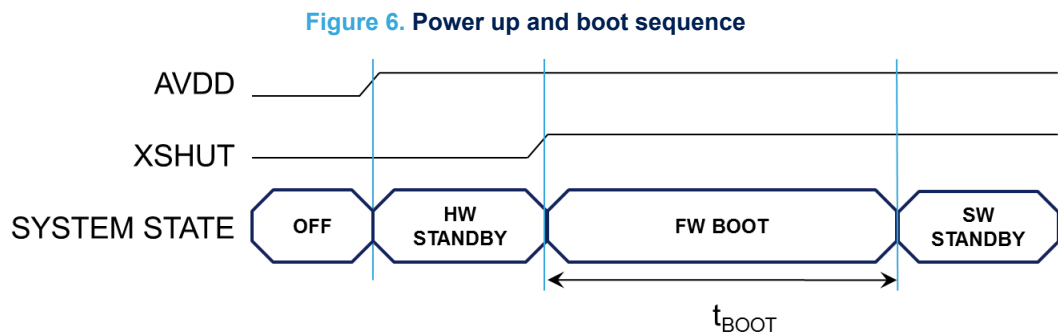 Figure 6. Power up and boot sequence
AVDD
XSHUT
SYSTEM STATE
OFF
HW
STANDBY
FW BOOT
SW
STANDBY
tBOOT